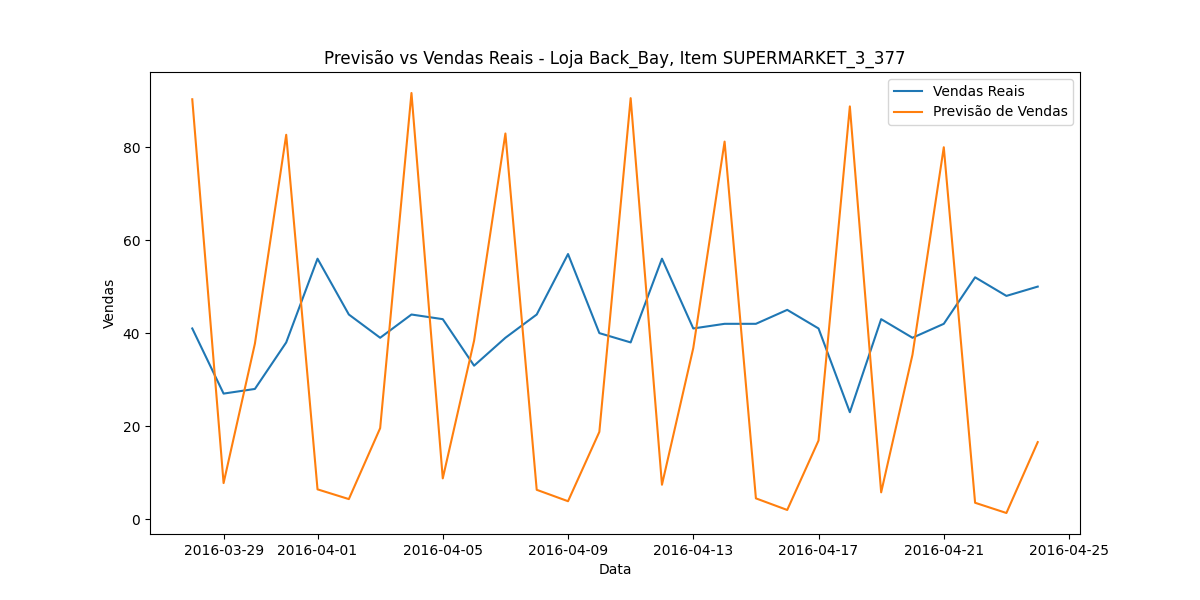 Previsão vs Vendas Reais - Loja Back_Bay, Item SUPERMARKET_3_377
Vendas Reais
Previsão de Vendas
Vendas
80
60
40
20
0
2016-03-29 2016-04-01 2016-04-05 2016-04-09 2016-04-13 2016-04-17 2016-04-21 2016-04-25
Data